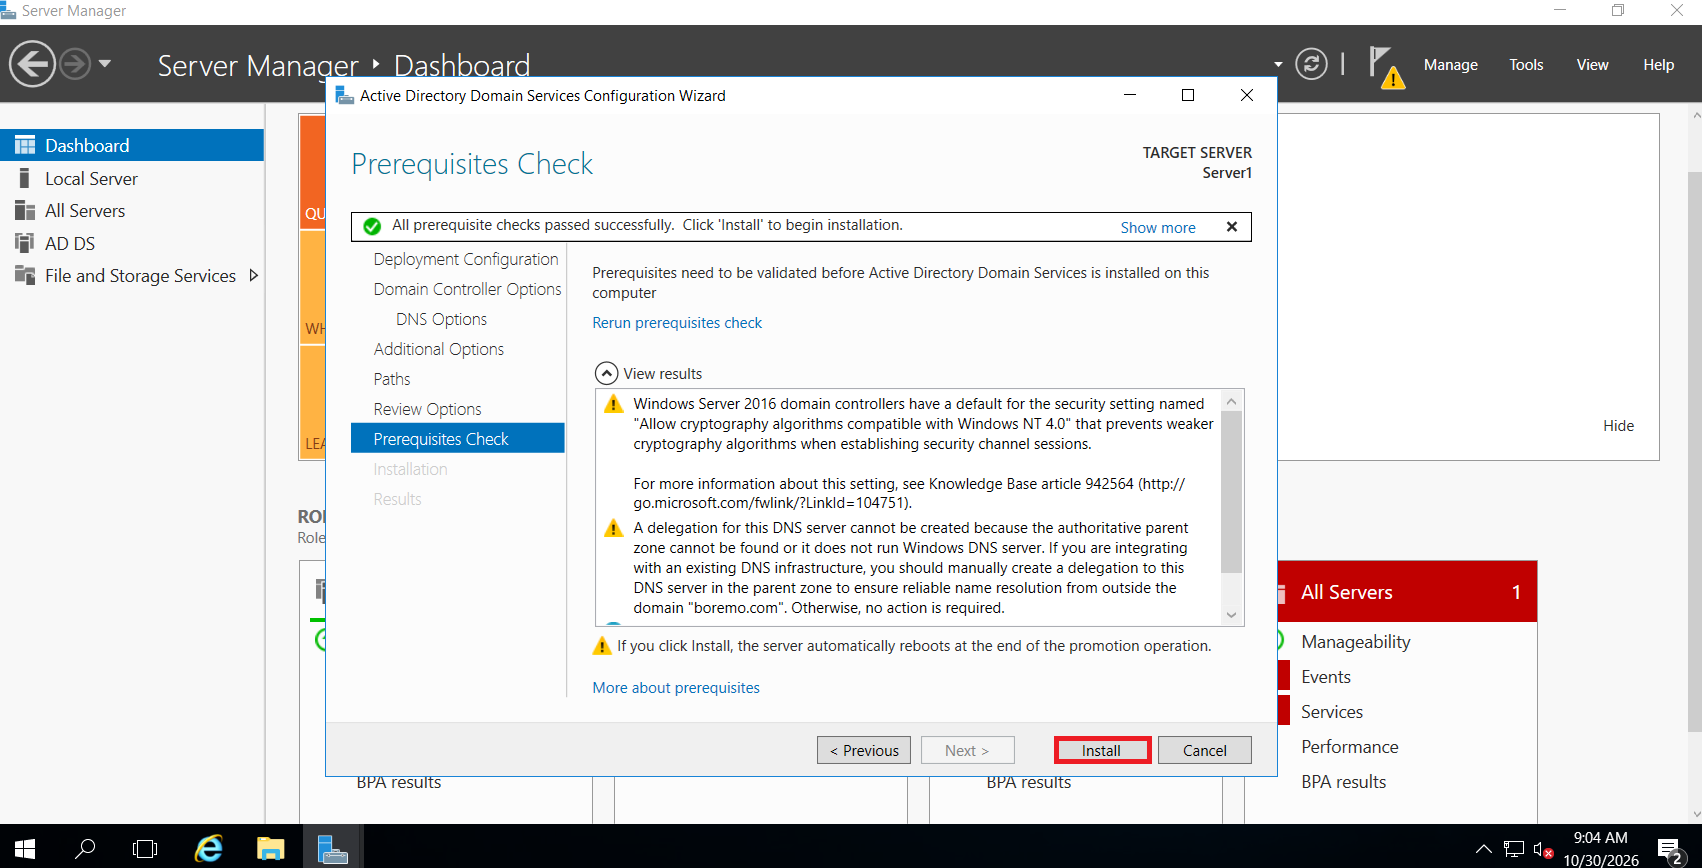 Server Manager
Server Manager ‣ Dashboard
Manage
Tools
View
Help
Dashboard
Local Server
All Servers
AD DS
File and Storage Services
QU
WH
LEA
Hide
Active Directory Domain Services Configuration Wizard
Prerequisites Check
TARGET SERVER
Server1
All prerequisite checks passed successfully.  Click 'Install' to begin installation.
Show more
Deployment Configuration
Domain Controller Options
DNS Options
Additional Options
Paths
Review Options
Prerequisites Check
Installation
Results
Prerequisites need to be validated before Active Directory Domain Services is installed on this
computer
Rerun prerequisites check
View results
Windows Server 2016 domain controllers have a default for the security setting named
"Allow cryptography algorithms compatible with Windows NT 4.0" that prevents weaker
cryptography algorithms when establishing security channel sessions.
For more information about this setting, see Knowledge Base article 942564 (http://
go.microsoft.com/fwlink/?LinkId=104751).
A delegation for this DNS server cannot be created because the authoritative parent
zone cannot be found or it does not run Windows DNS server. If you are integrating
with an existing DNS infrastructure, you should manually create a delegation to this
DNS server in the parent zone to ensure reliable name resolution from outside the
domain "boremo.com". Otherwise, no action is required.
If you click Install, the server automatically reboots at the end of the promotion operation.
More about prerequisites
< Previous
Next >
Install
Cancel
RO
Role
BPA results
BPA results
All Servers
1
Manageability
Events
Services
Performance
BPA results
9:04 AM
10/30/2026
2